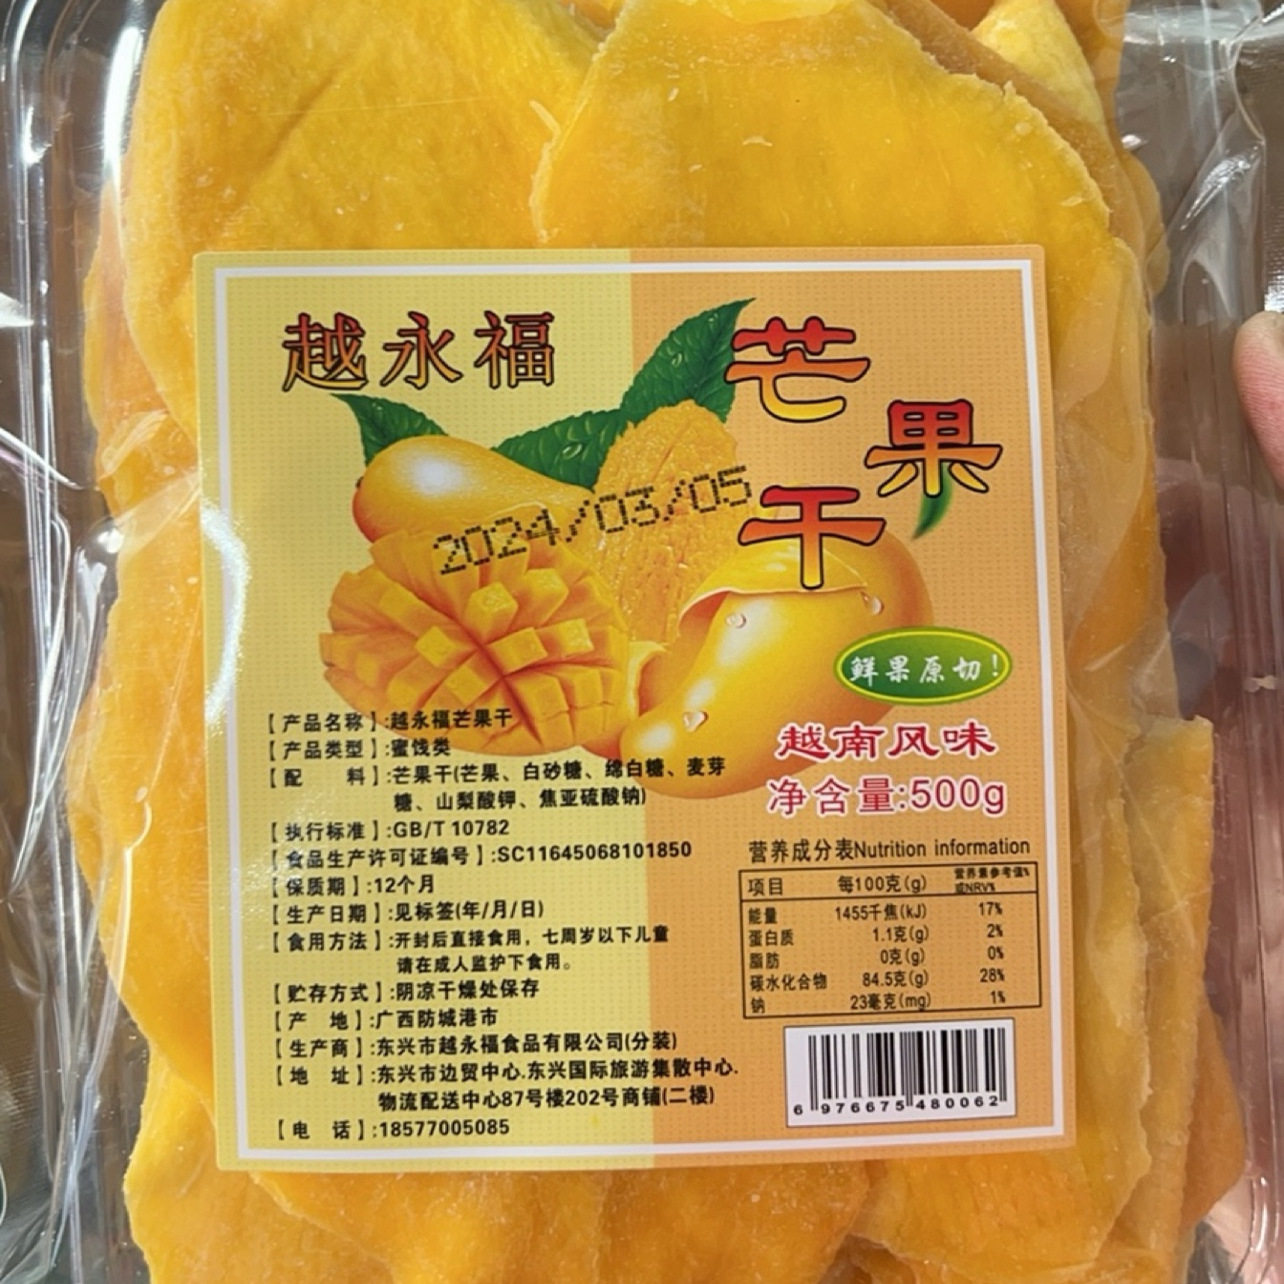 越永福
芒果干
2024/03/05
鲜果原切!
越南风味
净含量:500g
【产品名称】:越永福芒果干
【产品类型】:蜜饯类
【配 料】:芒果干(芒果、白砂糖、绵白糖、麦芽
糖、山梨酸钾、焦亚硫酸钠)
【执行标准】:GB/T 10782
【食品生产许可证编号】:SC11645068101850
【保质期】:12个月
【生产日期】:见标签(年/月/日)
【食用方法】:开封后直接食用，七周岁以下儿童
请在成人监护下食用。
【贮存方式】:阴凉干燥处保存
【产 地】:广西防城港市
【生产商】:东兴市越永福食品有限公司(分装)
【地 址】:东兴市边贸中心.东兴国际旅游集散中心.
物流配送中心87号楼202号商铺(二楼)
【电 话】:18577005085
营养成分表Nutrition information
项目 每100克(g) 营养素参考值%或NRV%
能量 1455千焦(kJ) 17%
蛋白质 1.1克(g) 2%
脂肪 0克(g) 0%
碳水化合物 84.5克(g) 28%
钠 23毫克(mg) 1%
6 976675 480062